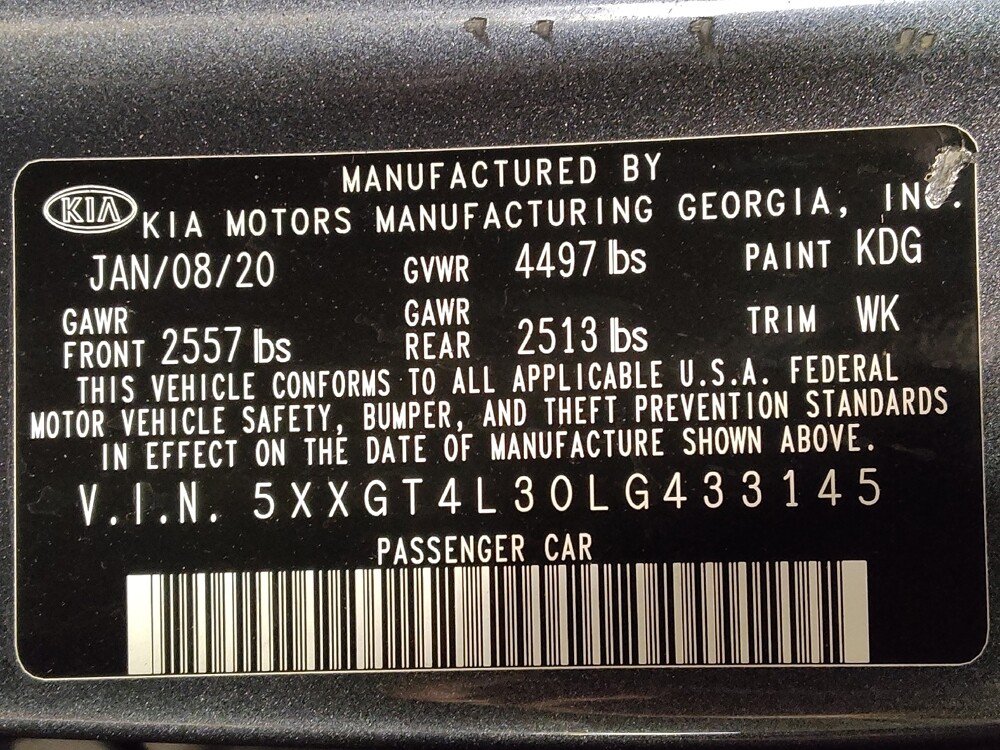 MANUFACTURED BY
KIA KIA MOTORS MANUFACTURING GEORGIA, INC.
JAN/08/20 GVWR 4497 lbs PAINT KDG
GAWR FRONT 2557 lbs GAWR REAR 2513 lbs TRIM WK
THIS VEHICLE CONFORMS TO ALL APPLICABLE U.S.A. FEDERAL
MOTOR VEHICLE SAFETY, BUMPER, AND THEFT PREVENTION STANDARDS
IN EFFECT ON THE DATE OF MANUFACTURE SHOWN ABOVE.
V.I.N. 5XXGT4L30LG433145
PASSENGER CAR